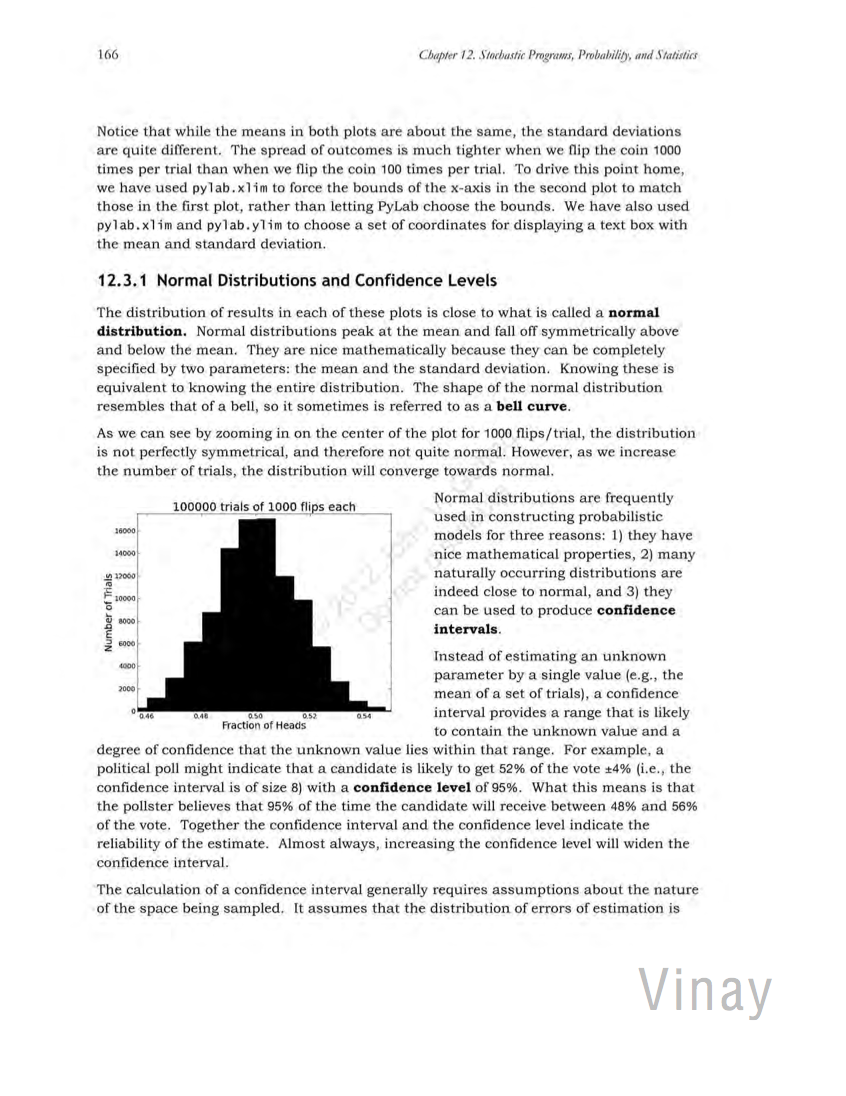 166
Chapter 12. Stochastic Programs, Probability, and Statistics
Notice that while the means in both plots are about the same, the standard deviations
are quite different. The spread of outcomes is much tighter when we flip the coin 1000
times per trial than when we flip the coin 100 times per trial. To drive this point home,
we have used pylab.xlim to force the bounds of the x-axis in the second plot to match
those in the first plot, rather than letting PyLab choose the bounds. We have also used
pylab.xlim and pylab.ylim to choose a set of coordinates for displaying a text box with
the mean and standard deviation.
12.3.1 Normal Distributions and Confidence Levels
The distribution of results in each of these plots is close to what is called a normal
distribution. Normal distributions peak at the mean and fall off symmetrically above
and below the mean. They are nice mathematically because they can be completely
specified by two parameters: the mean and the standard deviation. Knowing these is
equivalent to knowing the entire distribution. The shape of the normal distribution
resembles that of a bell, so it sometimes is referred to as a bell curve.
As we can see by zooming in on the center of the plot for 1000 flips/trial, the distribution
is not perfectly symmetrical, and therefore not quite normal. However, as we increase
the number of trials, the distribution will converge towards normal.
100000 trials of 1000 flips each
16000
14000
12000
10000
8000
6000
4000
2000
0
Number of Trials
0.46 0.48 0.50 0.52 0.54
Fraction of Heads
Normal distributions are frequently
used in constructing probabilistic
models for three reasons: 1) they have
nice mathematical properties, 2) many
naturally occurring distributions are
indeed close to normal, and 3) they
can be used to produce confidence
intervals.
Instead of estimating an unknown
parameter by a single value (e.g., the
mean of a set of trials), a confidence
interval provides a range that is likely
to contain the unknown value and a
degree of confidence that the unknown value lies within that range. For example, a
political poll might indicate that a candidate is likely to get 52% of the vote ±4% (i.e., the
confidence interval is of size 8) with a confidence level of 95%. What this means is that
the pollster believes that 95% of the time the candidate will receive between 48% and 56%
of the vote. Together the confidence interval and the confidence level indicate the
reliability of the estimate. Almost always, increasing the confidence level will widen the
confidence interval.
The calculation of a confidence interval generally requires assumptions about the nature
of the space being sampled. It assumes that the distribution of errors of estimation is
Vinay